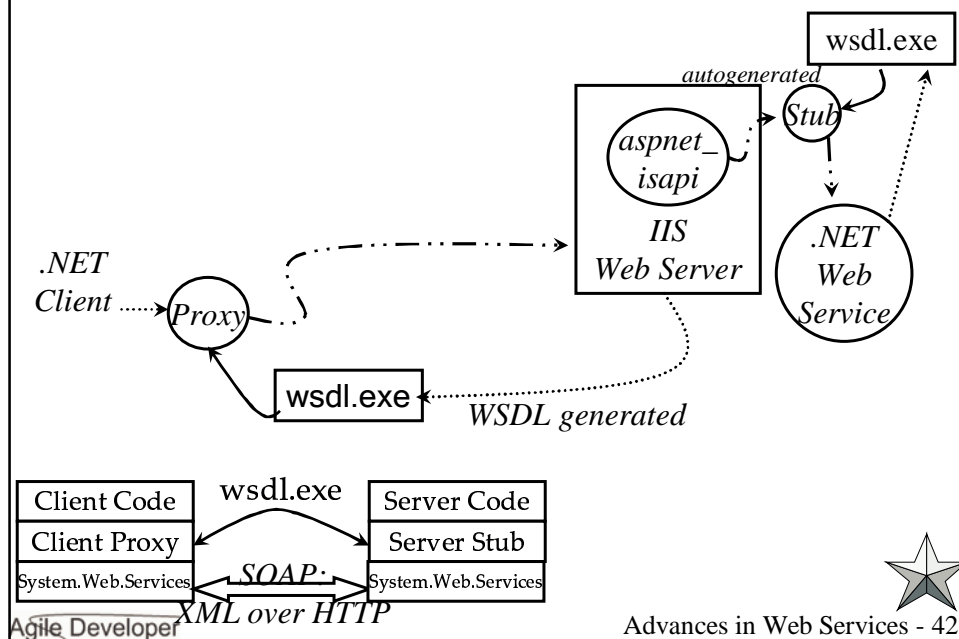 wsdl.exe
autogenerated
Stub
aspnet_
isapi
IIS
Web Server
.NET
Web
Service
.NET
Client
Proxy
wsdl.exe
WSDL generated
wsdl.exe
Client Code
Client Proxy
System.Web.Services
Server Code
Server Stub
System.Web.Services
SOAP:
XML over HTTP
Agile Developer
Advances in Web Services - 42